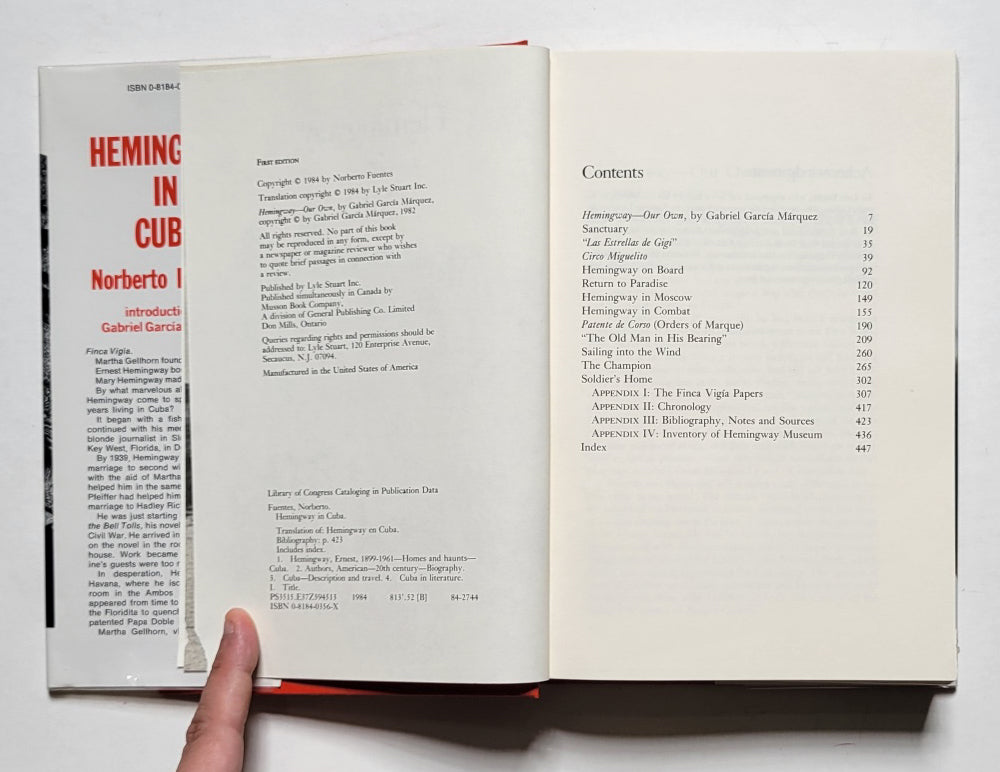 ISBN 0-8184-0
HEMING
IN
CUB
Norberto
introducti
Gabriel García
Finca Vigía.
Martha Gellhorn found
Ernest Hemingway bo
Mary Hemingway mad
By what marvelous al
Hemingway come to sp
years living in Cuba?
It began with a fish
continued with his mee
blonde journalist in Sl
Key West, Florida, in D
By 1939, Hemingway
marriage to second wi
with the aid of Martha
helped him in the same
Pfeiffer had helped him
marriage to Hadley Ric
He was just starting
the Bell Tolls, his novel
Civil War. He arrived in
on the novel in the roo
house. Work became
ine's guests were too r
In desperation, He
Havana, where he isc
room in the Ambos
appeared from time to
the Floridita to quench
patented Papa Doble
Martha Gellhorn, vi
FIRST EDITION
Copyright © 1984 by Norberto Fuentes
Translation copyright © 1984 by Lyle Stuart Inc.
Hemingway—Our Own, by Gabriel García Márquez,
copyright © by Gabriel García Márquez, 1982
All rights reserved. No part of this book
may be reproduced in any form, except by
a newspaper or magazine reviewer who wishes
to quote brief passages in connection with
a review.
Published by Lyle Stuart Inc.
Published simultaneously in Canada by
Musson Book Company,
A division of General Publishing Co. Limited
Don Mills, Ontario
Queries regarding rights and permissions should be
addressed to: Lyle Stuart, 120 Enterprise Avenue,
Secaucus, N.J. 07094.
Manufactured in the United States of America
Library of Congress Cataloging in Publication Data
Fuentes, Norberto.
Hemingway in Cuba.
Translation of: Hemingway en Cuba.
Bibliography: p. 423
Includes index.
1. Hemingway, Ernest, 1899-1961—Homes and haunts—
Cuba. 2. Authors, American—20th century—Biography.
3. Cuba—Description and travel. 4. Cuba in literature.
I. Title.
PS3515.E37Z594513 1984 813'.52 [B] 84-2744
ISBN 0-8184-0356-X
Contents
Hemingway—Our Own, by Gabriel García Márquez 7
Sanctuary 19
"Las Estrellas de Gigi" 35
Circo Miguelito 39
Hemingway on Board 92
Return to Paradise 120
Hemingway in Moscow 149
Hemingway in Combat 155
Patente de Corso (Orders of Marque) 190
"The Old Man in His Bearing" 209
Sailing into the Wind 260
The Champion 265
Soldier's Home 302
APPENDIX I: The Finca Vigía Papers 307
APPENDIX II: Chronology 417
APPENDIX III: Bibliography, Notes and Sources 423
APPENDIX IV: Inventory of Hemingway Museum 436
Index 447